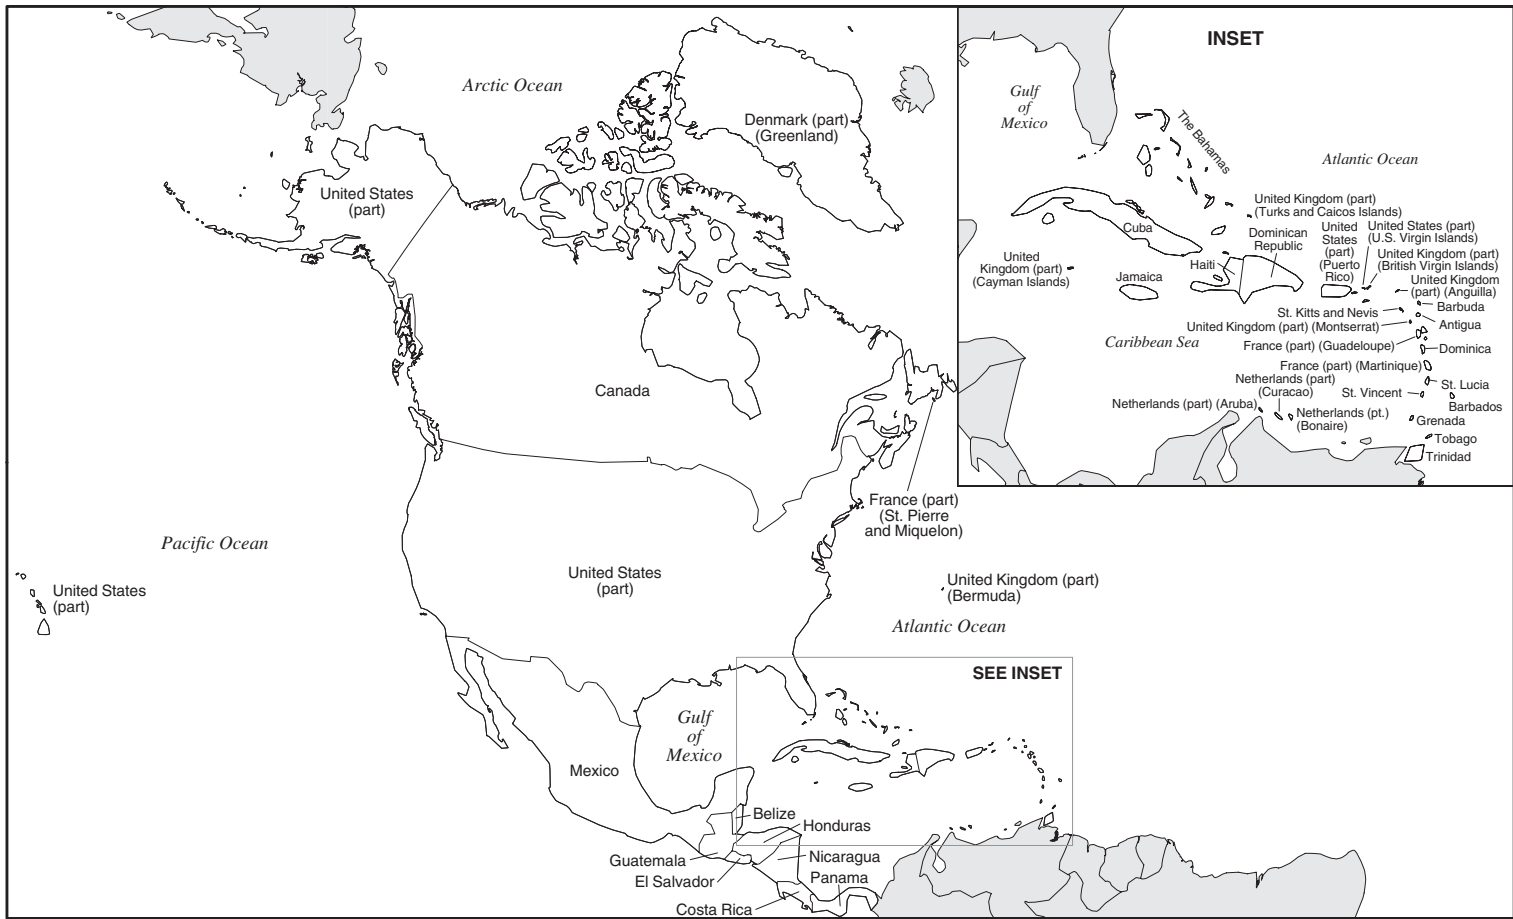 Arctic Ocean
Denmark (part)
(Greenland)
United States
(part)
Canada
France (part)
(St. Pierre
and Miquelon)
Pacific Ocean
United States
(part)
United States
(part)
United Kingdom (part)
(Bermuda)
Atlantic Ocean
SEE INSET
Gulf
of
Mexico
Mexico
Belize
Honduras
Guatemala
Nicaragua
El Salvador
Panama
Costa Rica
INSET
Gulf
of
Mexico
The Bahamas
Atlantic Ocean
United Kingdom (part)
(Turks and Caicos Islands)
Cuba
Dominican
Republic
United
States
(part)
(Puerto
Rico)
United States (part)
(U.S. Virgin Islands)
United Kingdom (part)
(British Virgin Islands)
United
Kingdom (part)
(Cayman Islands)
Jamaica
Haiti
United Kingdom
(part) (Anguilla)
Barbuda
St. Kitts and Nevis
Antigua
United Kingdom (part) (Montserrat)
Caribbean Sea
France (part) (Guadeloupe)
Dominica
France (part) (Martinique)
Netherlands (part)
(Curacao)
St. Lucia
St. Vincent
Barbados
Netherlands (part) (Aruba)
Netherlands (pt.)
(Bonaire)
Grenada
Tobago
Trinidad